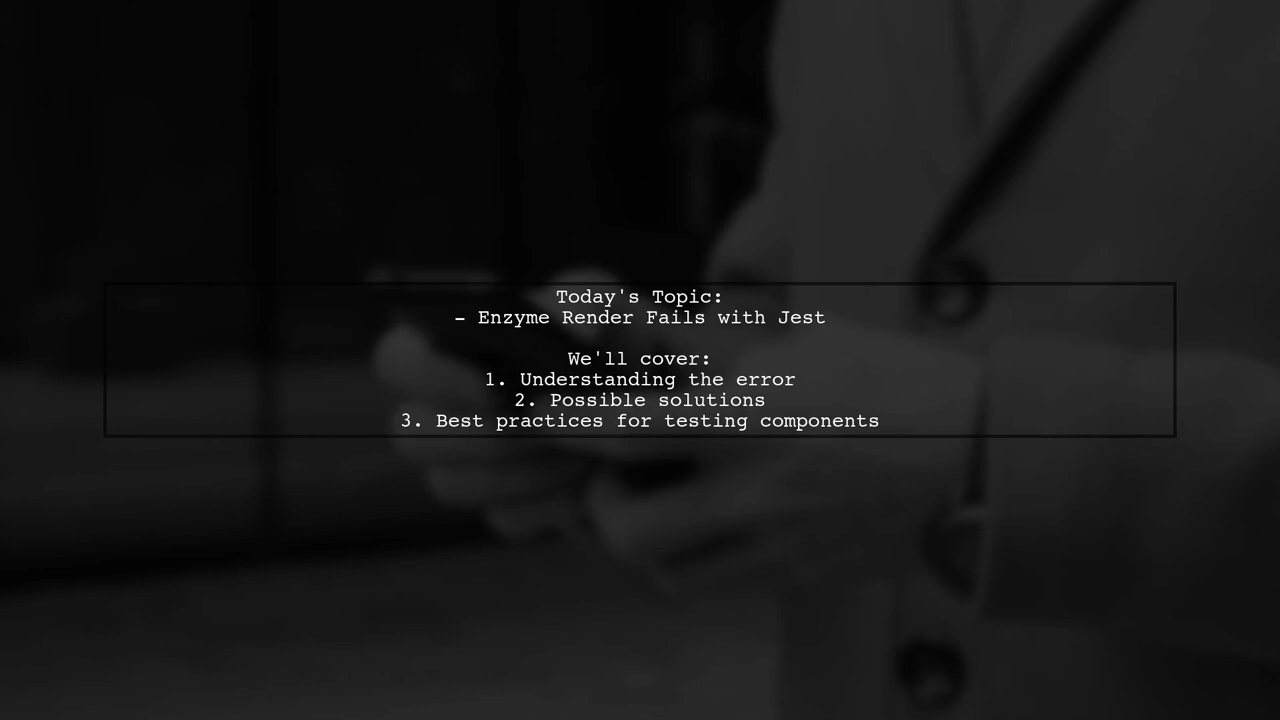 Today's Topic:
– Enzyme Render Fails with Jest
We'll cover:
1. Understanding the error
2. Possible solutions
3. Best practices for testing components